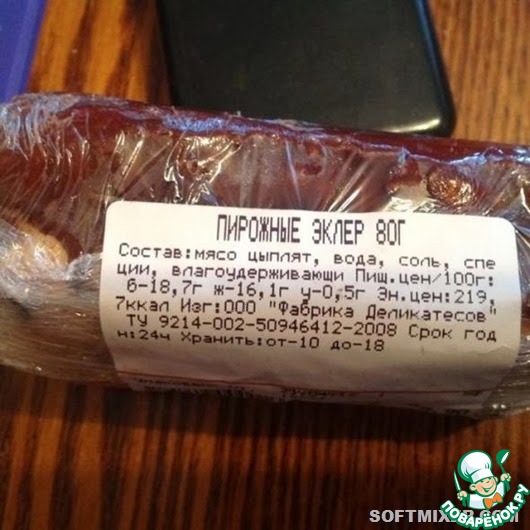 ПИРОЖНЫЕ ЭКЛЕР 80Г
Состав:мясо цыплят, вода, соль, спе
ции, влагоудерживающи Пищ.цен/100г:
б-18,7г ж-16,1г у-0,5г Эн.цен:219,
7ккал Изг:ООО "Фабрика Деликатесов"
ТУ 9214-002-50946412-2008 Срок год
н:24ч Хранить:от-10 до-18
ПОВАРЕНОК.РУ